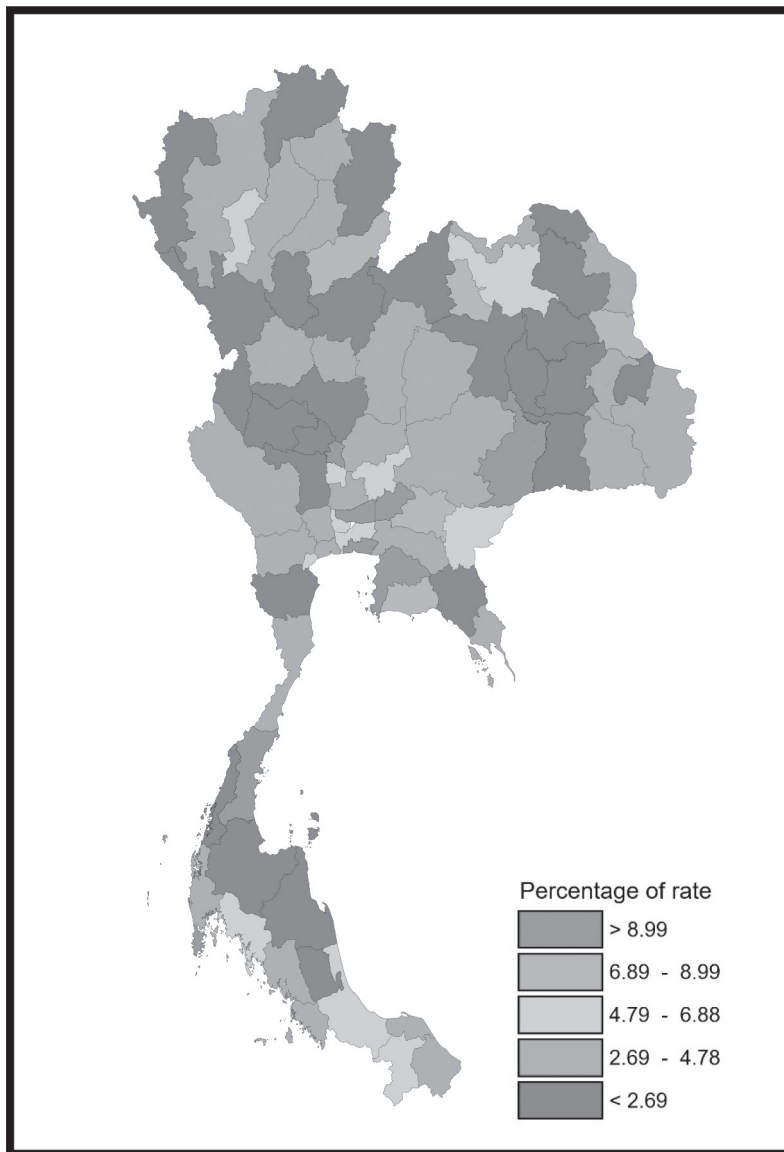 Percentage of rate
> 8.99
6.89 - 8.99
4.79 - 6.88
2.69 - 4.78
< 2.69